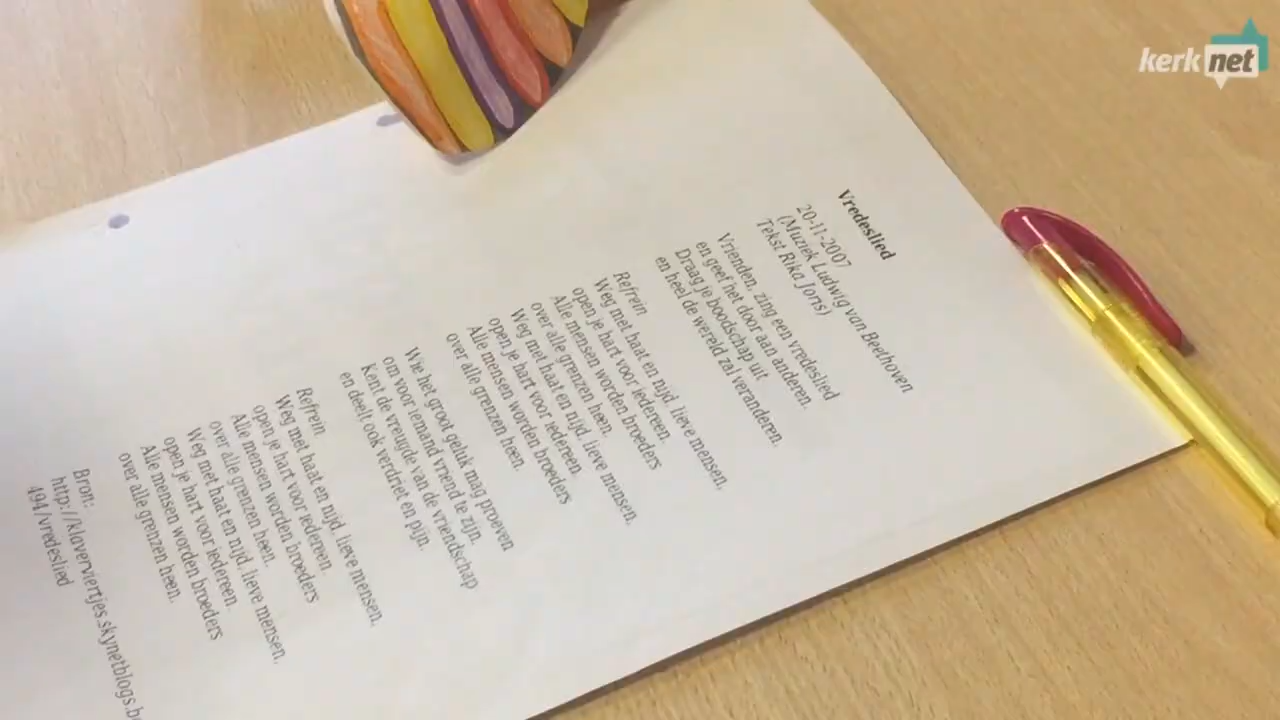 kerk net
Vredeslied
20-11-2007
(Muziek Ludwig van Beethoven
Tekst Rika Joris)
Vrienden, zing een vredeslied
en geef het door aan anderen.
Draag je boodschap uit
en heel de wereld zal veranderen.
Refrein
Weg met haat en nijd, lieve mensen,
open je hart voor iedereen.
Alle mensen worden broeders
over alle grenzen heen.
Weg met haat en nijd, lieve mensen,
open je hart voor iedereen.
Alle mensen worden broeders
over alle grenzen heen.
Wie het groot geluk mag proeven
om voor iemand vriend te zijn,
Kent de vreugde van de vriendschap
en deelt ook verdriet en pijn.
Refrein
Weg met haat en nijd, lieve mensen,
open je hart voor iedereen.
Alle mensen worden broeders
over alle grenzen heen.
Weg met haat en nijd, lieve mensen,
open je hart voor iedereen.
Alle mensen worden broeders
over alle grenzen heen.
Bron:
http://klaverviertjes.skynetblogs.be
494/vredeslied